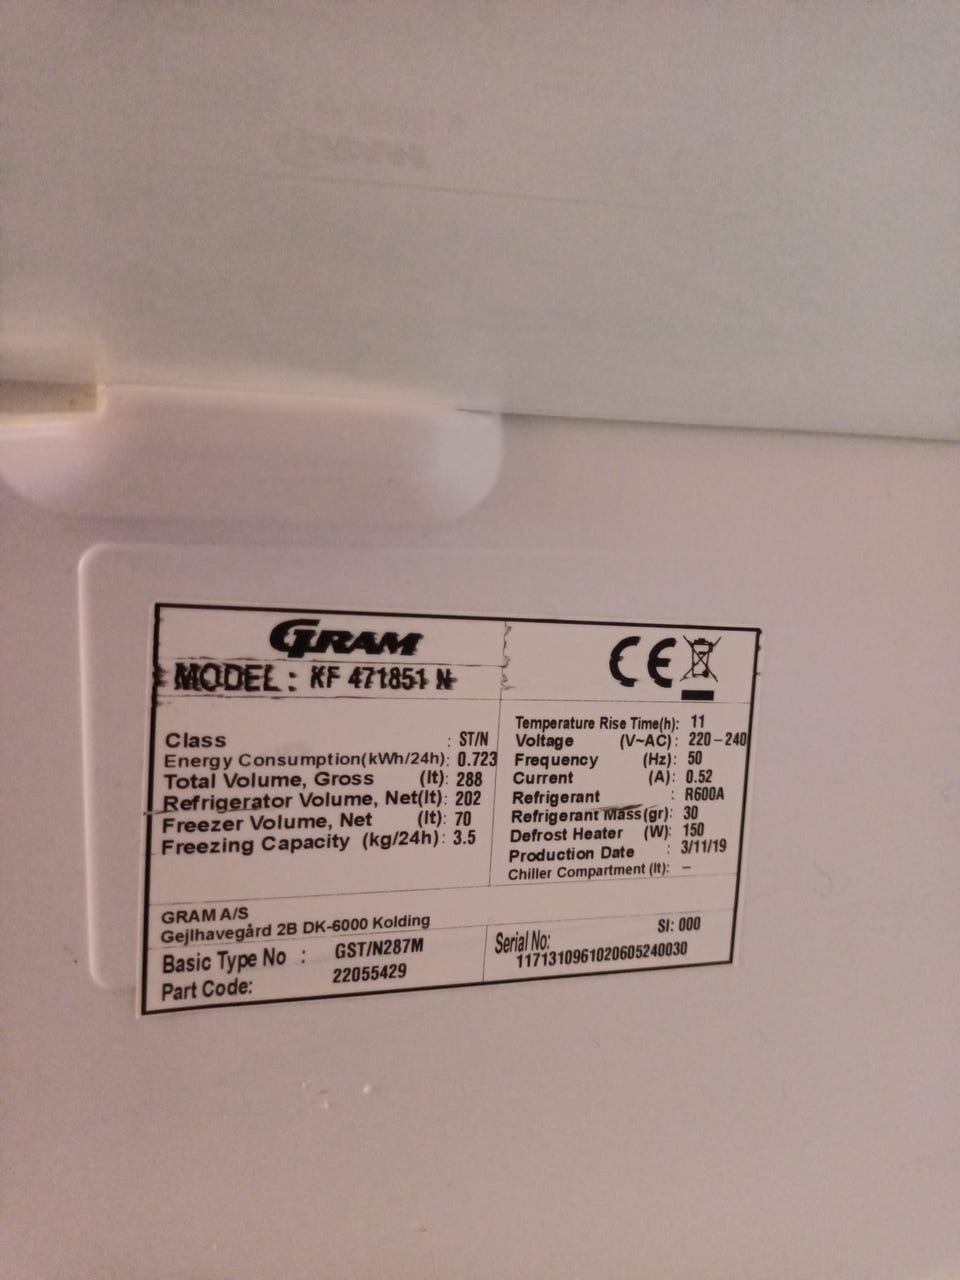 GRAM
MODEL: KF 471851 N
CE
Class : ST/N
Energy Consumption(kWh/24h): 0.723
Total Volume, Gross (lt): 288
Refrigerator Volume, Net(lt): 202
Freezer Volume, Net (lt): 70
Freezing Capacity (kg/24h): 3.5
Temperature Rise Time(h): 11
Voltage (V~AC): 220-240
Frequency (Hz): 50
Current (A): 0.52
Refrigerant : R600A
Refrigerant Mass(gr): 30
Defrost Heater (W): 150
Production Date : 3/11/19
Chiller Compartment (lt): -
GRAM A/S
Gejlhavegård 2B DK-6000 Kolding
Basic Type No : GST/N287M
Part Code: 22055429
SI: 000
Serial No:
1171310961020605240030